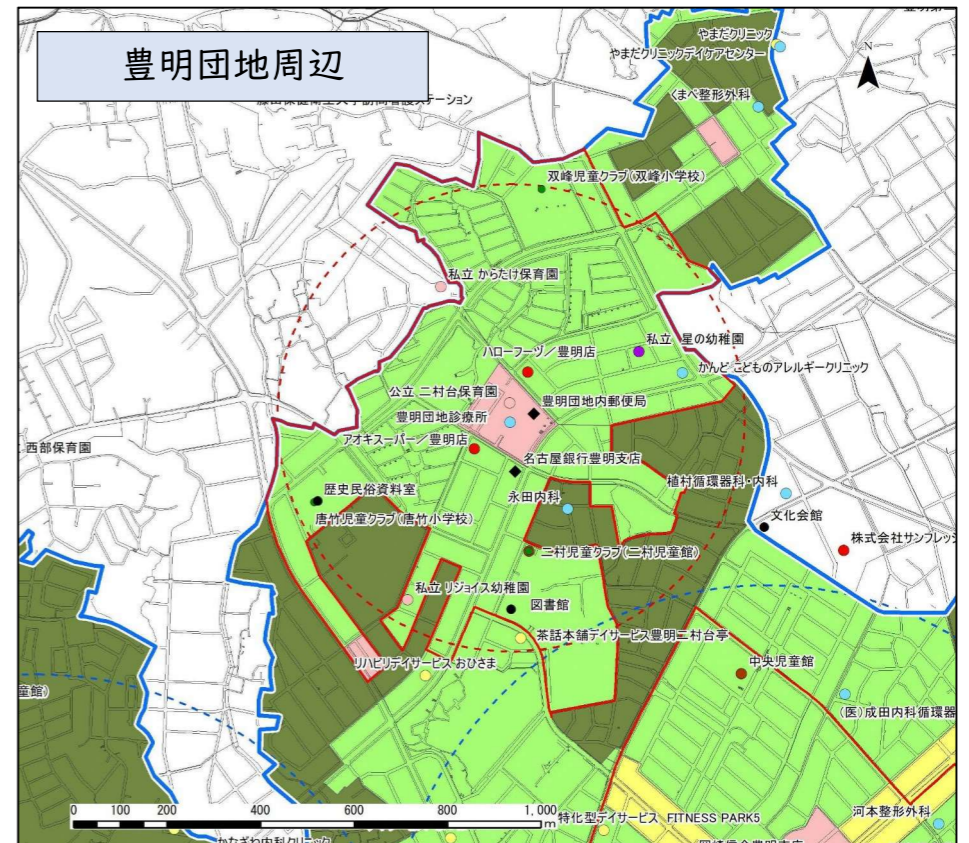 豊明団地周辺
やまだクリニック
やまだクリニックデイケアセンター
N
くまべ整形外科
双峰児童クラブ(双峰小学校)
私立 からたけ保育園
私立 星の幼稚園
ハローフーヅ/豊明店
かんど こどものアレルギークリニック
公立 二村台保育園
豊明団地内郵便局
豊明団地診療所
アオキスーパー/豊明店
西部保育園
名古屋銀行豊明支店
植村循環器科・内科
歴史民俗資料室
永田内科
唐竹児童クラブ(唐竹小学校)
文化会館
株式会社サンフレッシ
二村児童クラブ(二村児童館)
私立 リジョイス幼稚園
図書館
茶話本舗デイサービス豊明二村台亭
リハビリデイサービス おひさま
中央児童館
童館)
(医)成田内科循環器
0 100 200 400 600 800 1,000
m
特化型デイサービス FITNESS PARK5
河本整形外科